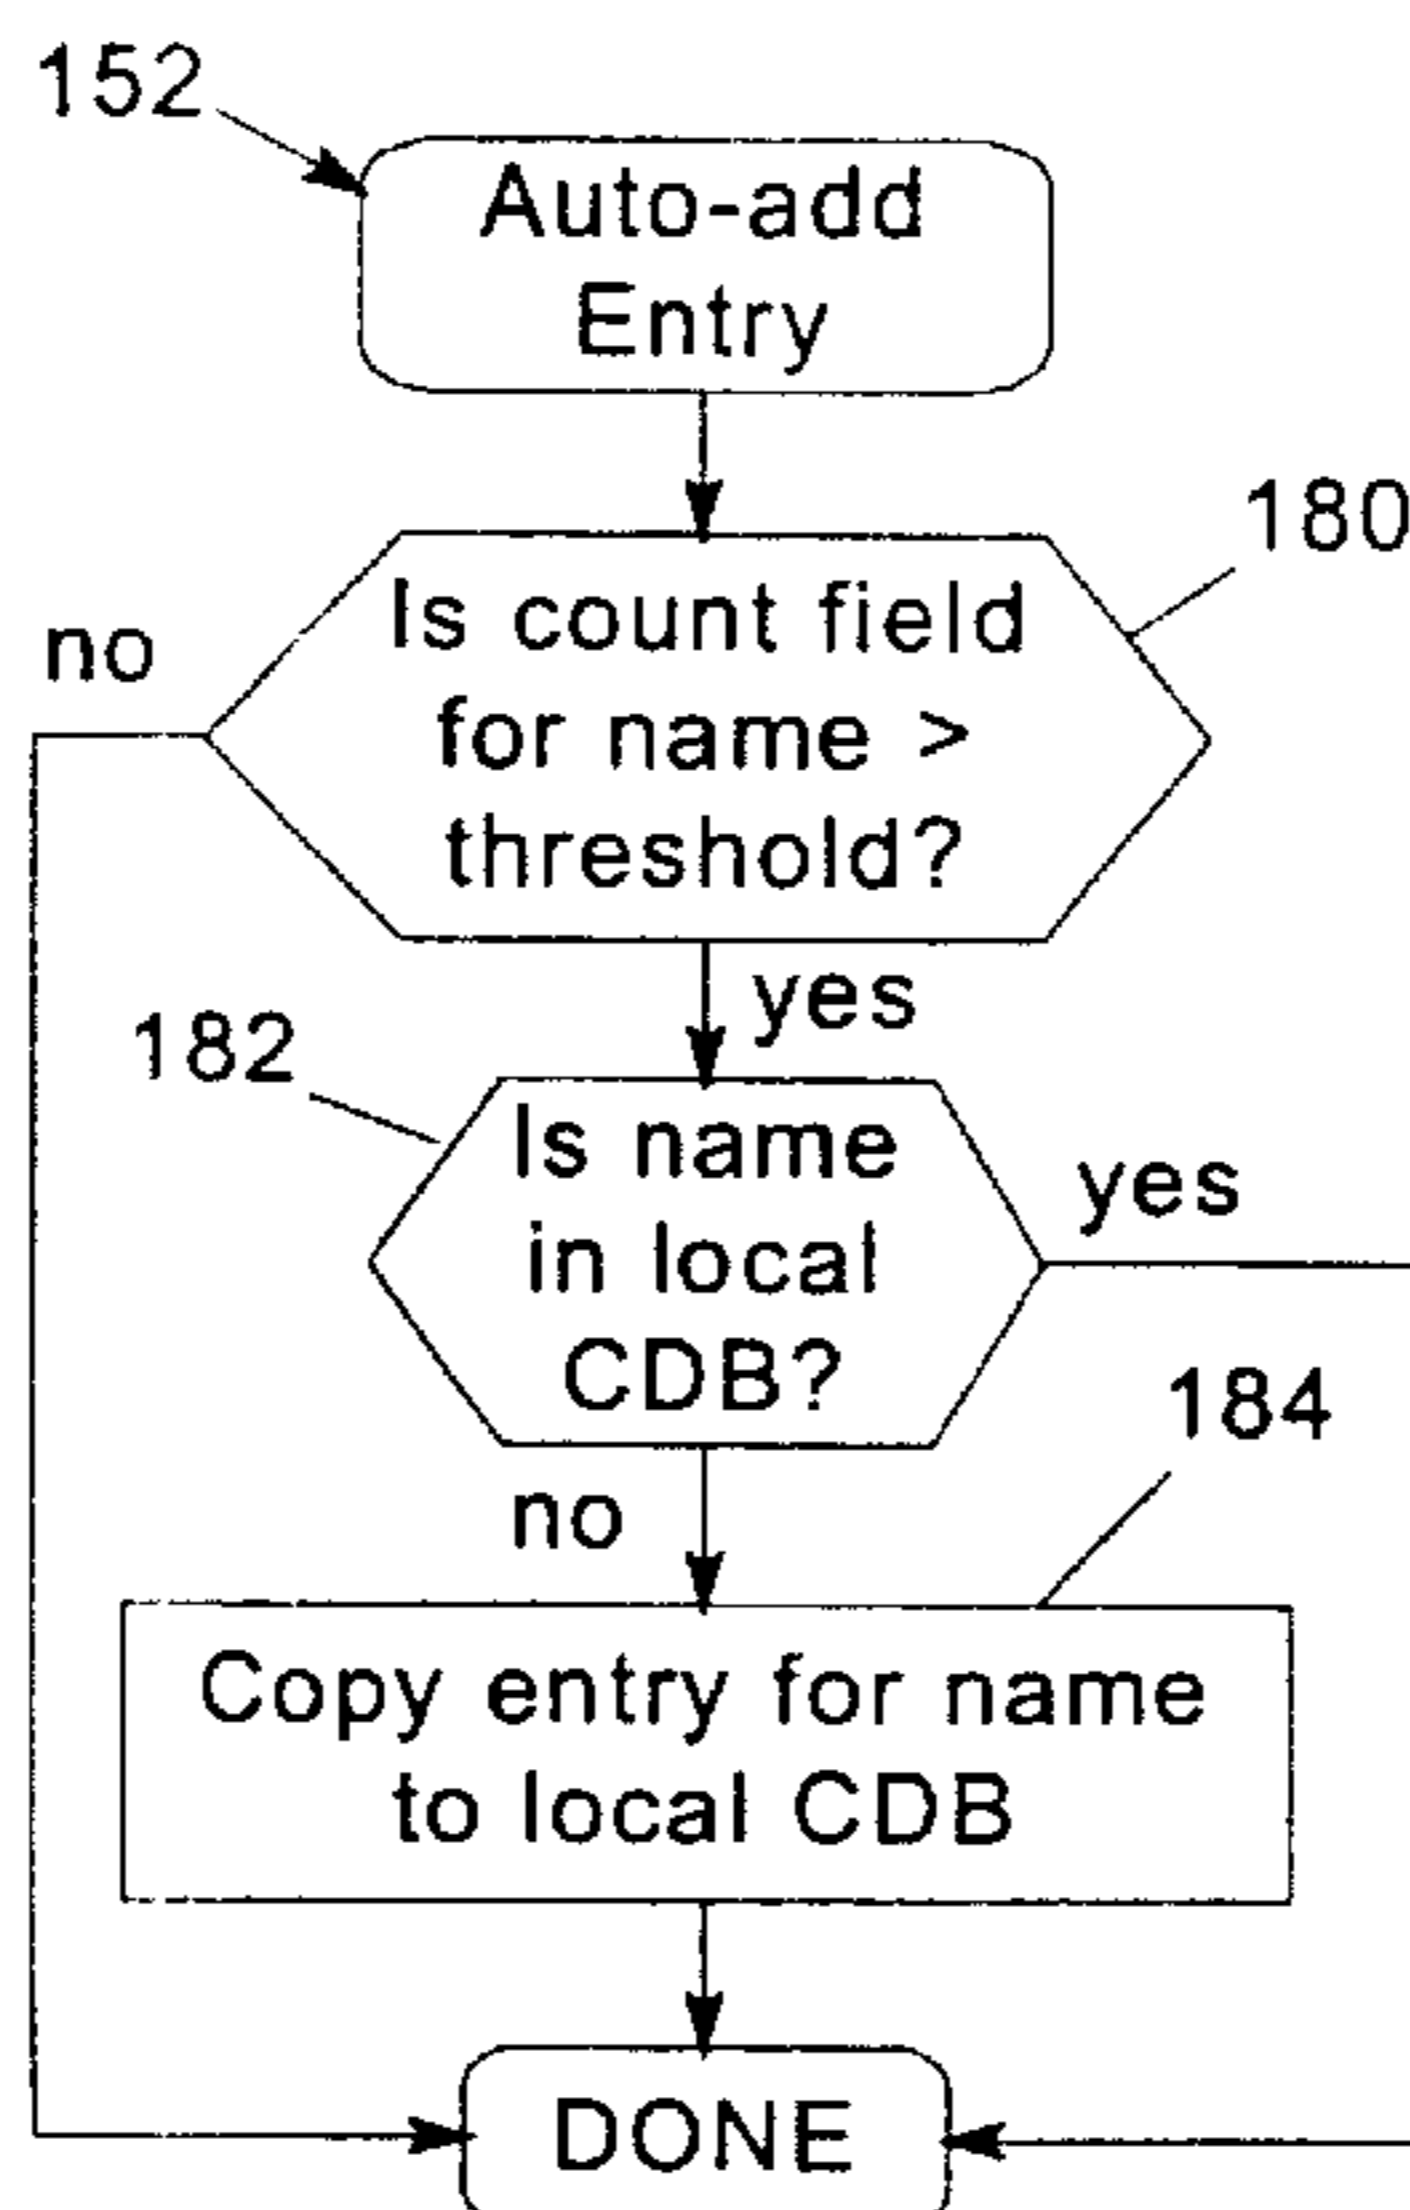 152
Auto-add
Entry
180
Is count field
for name >
threshold?
no
yes
182
Is name
in local
CDB?
yes
184
no
Copy entry for name
to local CDB
DONE